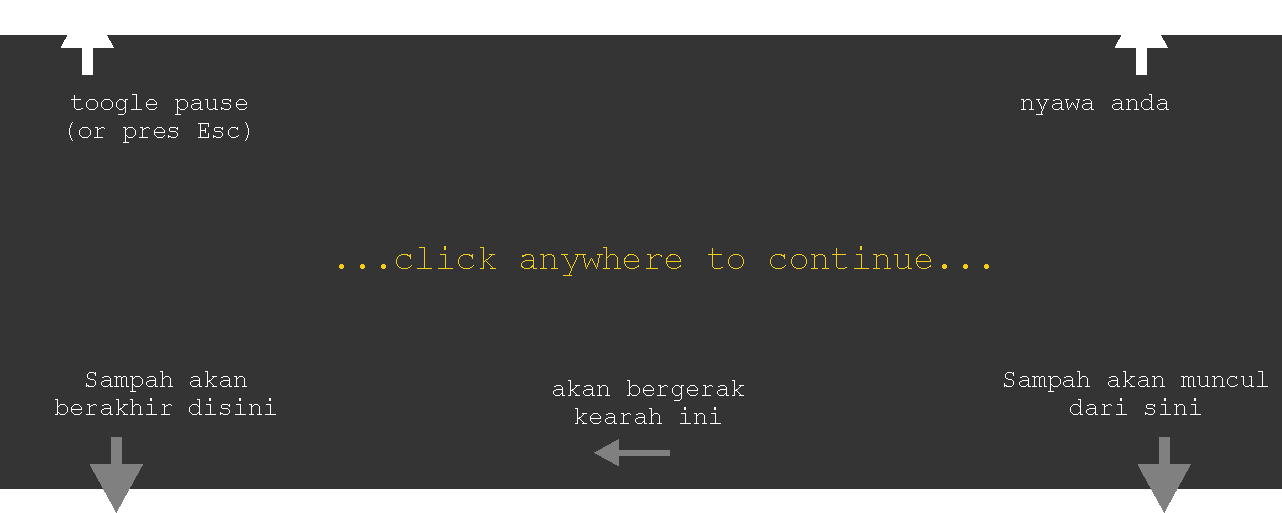 toogle pause
(or pres Esc)
nyawa anda
...click anywhere to continue...
Sampah akan
berakhir disini
akan bergerak
kearah ini
Sampah akan muncul
dari sini